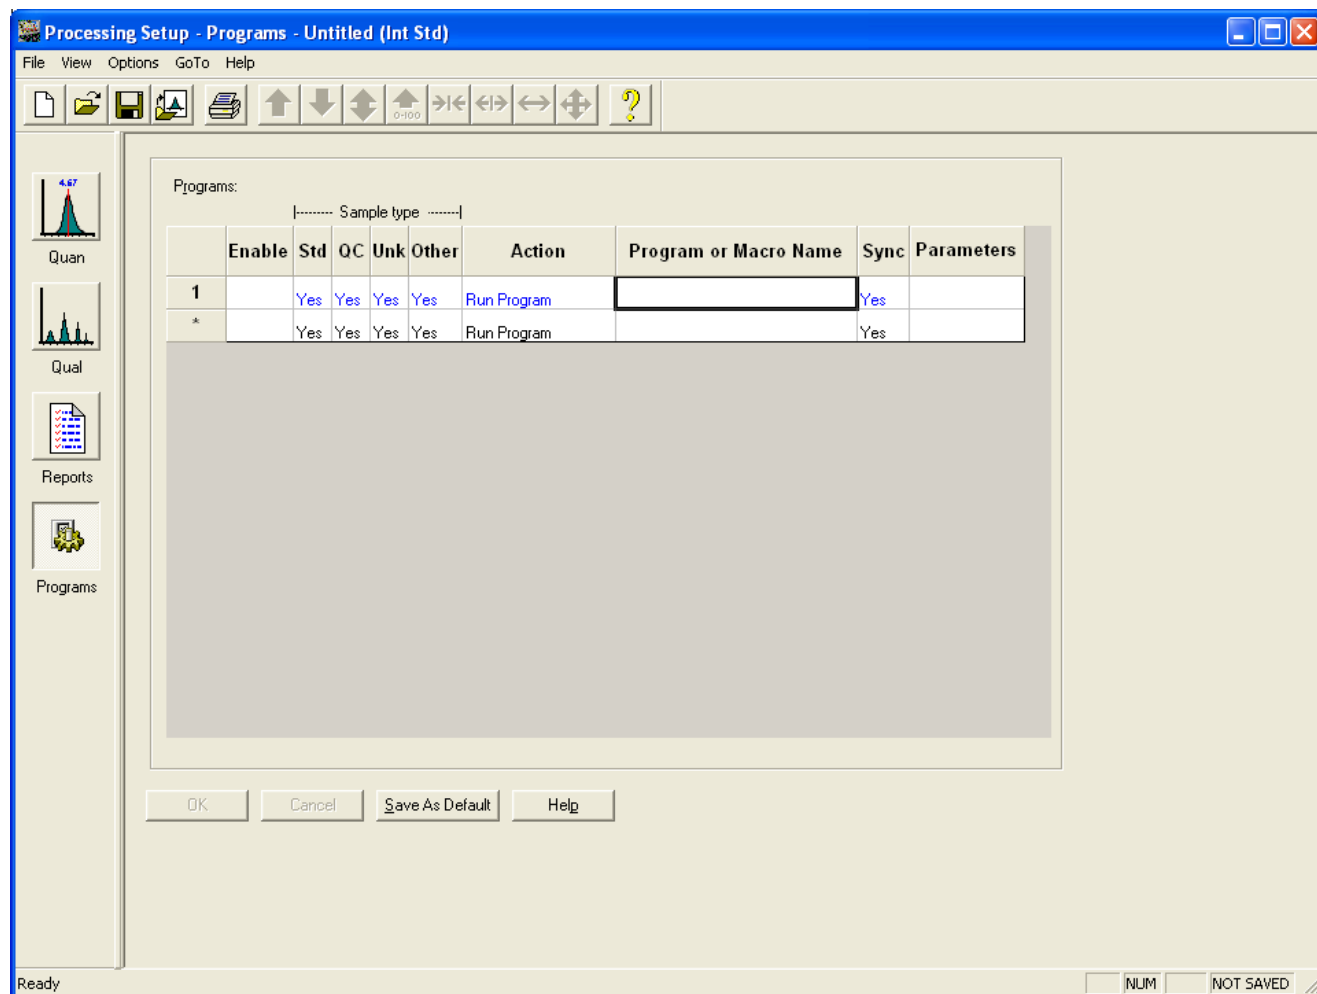 Processing Setup - Programs - Untitled (Int Std)
File View Options GoTo Help
0-100
4.67
Quan
Qual
Reports
Programs
Programs:
|-------- Sample type --------|
Enable Std QC Unk Other Action Program or Macro Name Sync Parameters
1 Yes Yes Yes Yes Run Program Yes
* Yes Yes Yes Yes Run Program Yes
OK Cancel Save As Default Help
Ready NUM NOT SAVED